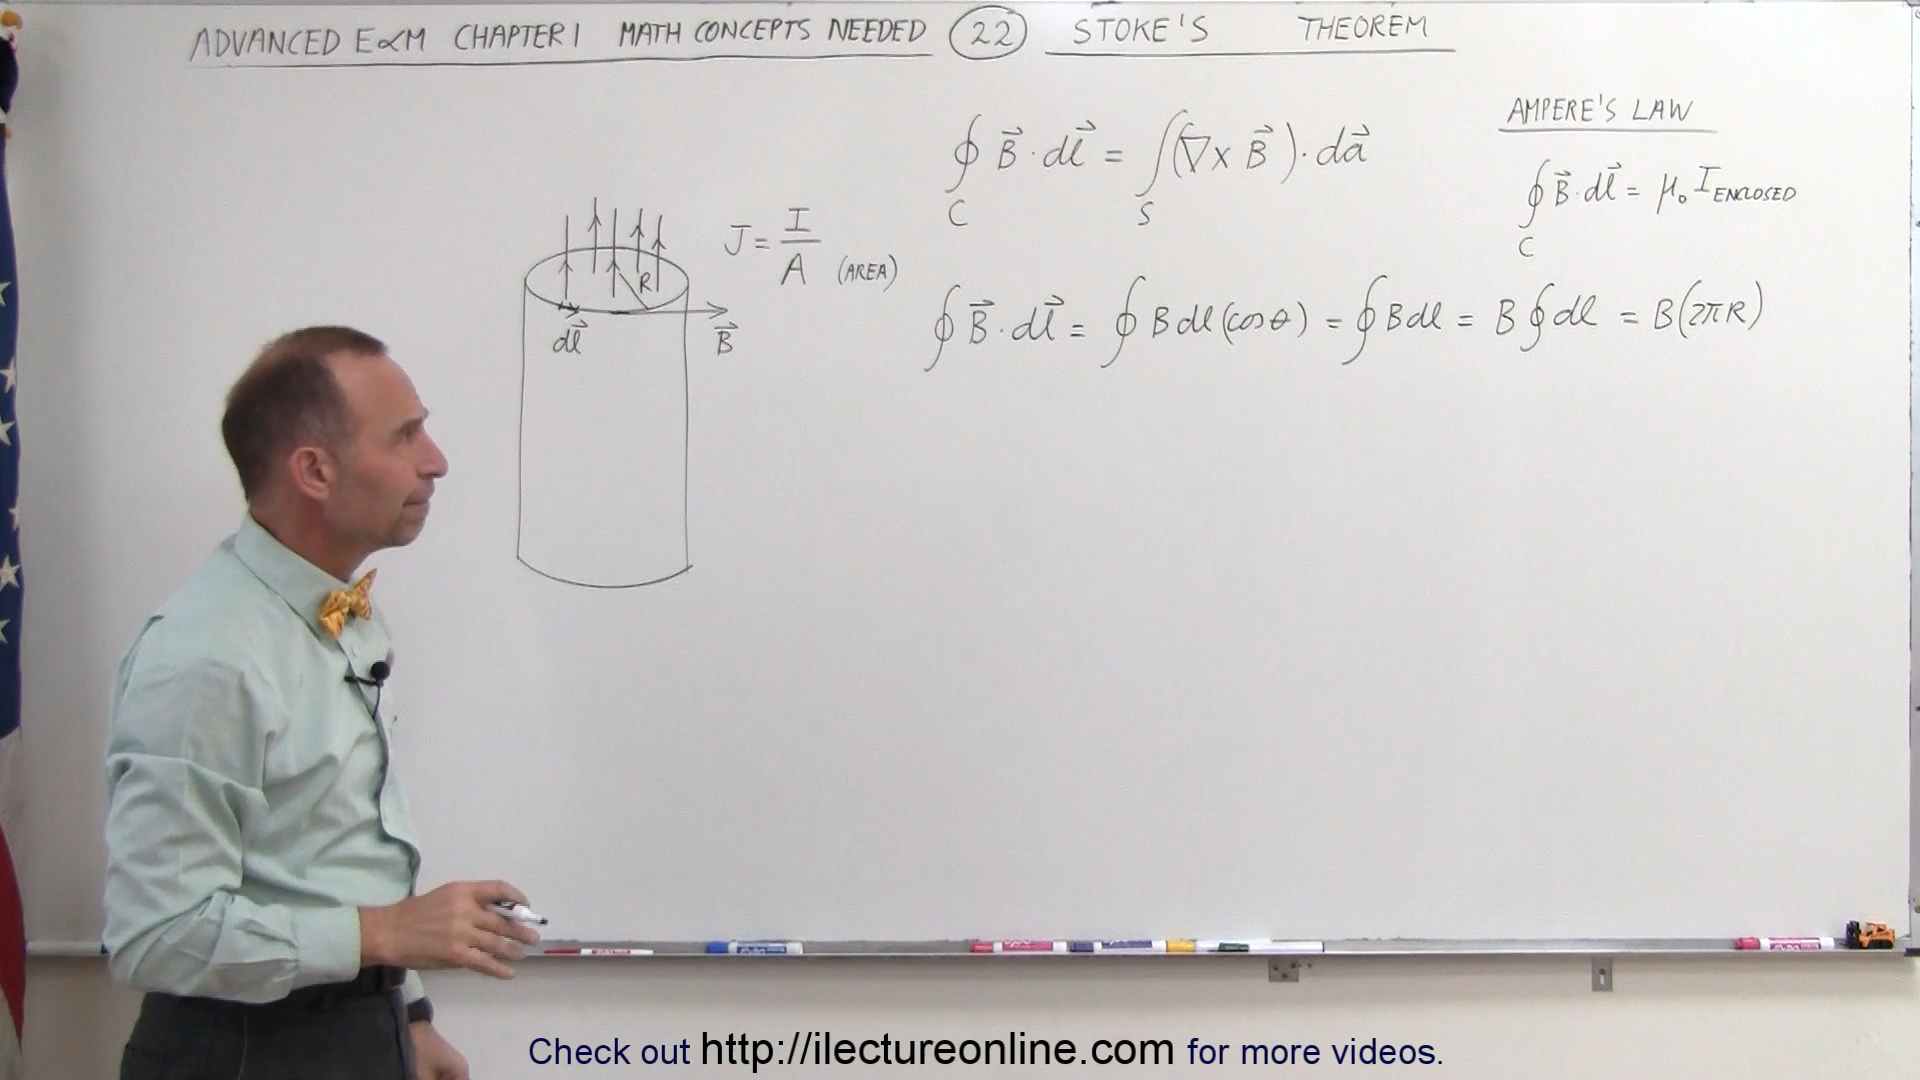 ADVANCED E&M CHAPTER 1 MATH CONCEPTS NEEDED 22 STOKE'S THEOREM
∮ B⃗ · dl⃗ = ∫(∇ x B⃗) · da⃗
C S
AMPERE'S LAW
∮ B⃗ · dl⃗ = μ₀ I ENCLOSED
C
J = I / A (AREA)
R
dl⃗
B⃗
∮ B⃗ · dl⃗ = ∮ B dl (cos θ) = ∮ B dl = B ∮ dl = B(2πR)
Check out http://ilectureonline.com for more videos.